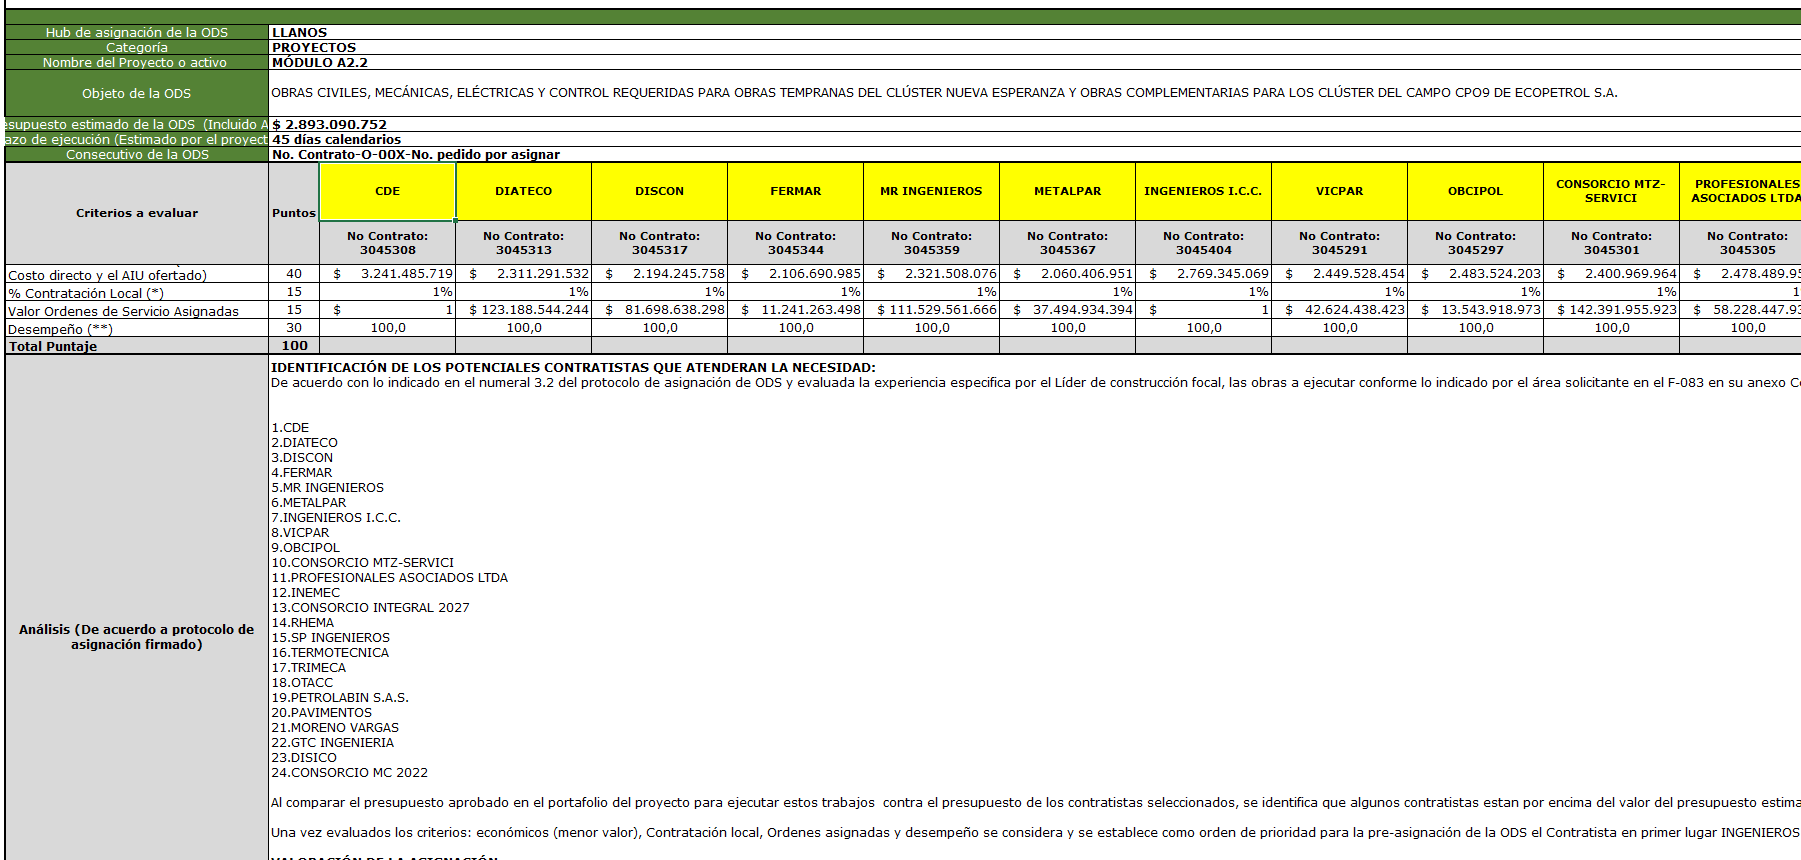 Hub de asignación de la ODS LLANOS
Categoría PROYECTOS
Nombre del Proyecto o activo MÓDULO A2.2
Objeto de la ODS OBRAS CIVILES, MECÁNICAS, ELÉCTRICAS Y CONTROL REQUERIDAS PARA OBRAS TEMPRANAS DEL CLÚSTER NUEVA ESPERANZA Y OBRAS COMPLEMENTARIAS PARA LOS CLÚSTER DEL CAMPO CPO9 DE ECOPETROL S.A.
esupuesto estimado de la ODS (Incluido A $ 2.893.090.752
azo de ejecución (Estimado por el proyect 45 días calendarios
Consecutivo de la ODS No. Contrato-O-00X-No. pedido por asignar
Criterios a evaluar Puntos CDE DIATECO DISCON FERMAR MR INGENIEROS METALPAR INGENIEROS I.C.C. VICPAR OBCIPOL CONSORCIO MTZ-SERVICI PROFESIONALES ASOCIADOS LTDA
No Contrato: 3045308 No Contrato: 3045313 No Contrato: 3045317 No Contrato: 3045344 No Contrato: 3045359 No Contrato: 3045367 No Contrato: 3045404 No Contrato: 3045291 No Contrato: 3045297 No Contrato: 3045301 No Contrato: 3045305
Costo directo y el AIU ofertado) 40 $ 3.241.485.719 $ 2.311.291.532 $ 2.194.245.758 $ 2.106.690.985 $ 2.321.508.076 $ 2.060.406.951 $ 2.769.345.069 $ 2.449.528.454 $ 2.483.524.203 $ 2.400.969.964 $ 2.478.489.95
% Contratación Local (*) 15 1% 1% 1% 1% 1% 1% 1% 1% 1% 1% 1
Valor Ordenes de Servicio Asignadas 15 $ 1 $ 123.188.544.244 $ 81.698.638.298 $ 11.241.263.498 $ 111.529.561.666 $ 37.494.934.394 $ 1 $ 42.624.438.423 $ 13.543.918.973 $ 142.391.955.923 $ 58.228.447.93
Desempeño (**) 30 100,0 100,0 100,0 100,0 100,0 100,0 100,0 100,0 100,0 100,0 100,0
Total Puntaje 100
Análisis (De acuerdo a protocolo de asignación firmado)
IDENTIFICACIÓN DE LOS POTENCIALES CONTRATISTAS QUE ATENDERAN LA NECESIDAD:
De acuerdo con lo indicado en el numeral 3.2 del protocolo de asignación de ODS y evaluada la experiencia especifica por el Líder de construcción focal, las obras a ejecutar conforme lo indicado por el área solicitante en el F-083 en su anexo C
1.CDE
2.DIATECO
3.DISCON
4.FERMAR
5.MR INGENIEROS
6.METALPAR
7.INGENIEROS I.C.C.
8.VICPAR
9.OBCIPOL
10.CONSORCIO MTZ-SERVICI
11.PROFESIONALES ASOCIADOS LTDA
12.INEMEC
13.CONSORCIO INTEGRAL 2027
14.RHEMA
15.SP INGENIEROS
16.TERMOTECNICA
17.TRIMECA
18.OTACC
19.PETROLABIN S.A.S.
20.PAVIMENTOS
21.MORENO VARGAS
22.GTC INGENIERIA
23.DISICO
24.CONSORCIO MC 2022
Al comparar el presupuesto aprobado en el portafolio del proyecto para ejecutar estos trabajos contra el presupuesto de los contratistas seleccionados, se identifica que algunos contratistas estan por encima del valor del presupuesto estima
Una vez evaluados los criterios: económicos (menor valor), Contratación local, Ordenes asignadas y desempeño se considera y se establece como orden de prioridad para la pre-asignación de la ODS el Contratista en primer lugar INGENIEROS
VALORACIÓN DE LA ASIGNACIÓN